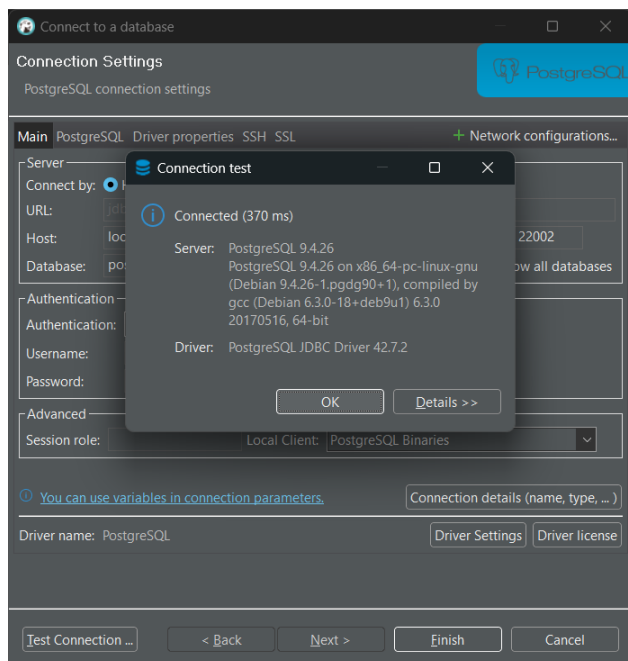 Connect to a database
Connection Settings
PostgreSQL connection settings
PostgreSQL
Main PostgreSQL Driver properties SSH SSL + Network configurations...
Server
Connect by:
URL:
Host: 22002
Database: all databases
Connection test
Connected (370 ms)
Server: PostgreSQL 9.4.26
PostgreSQL 9.4.26 on x86_64-pc-linux-gnu
(Debian 9.4.26-1.pgdg90+1), compiled by
gcc (Debian 6.3.0-18+deb9u1) 6.3.0
20170516, 64-bit
Driver: PostgreSQL JDBC Driver 42.7.2
OK Details >>
Authentication
Authentication:
Username:
Password:
Advanced
Session role: Local Client: PostgreSQL Binaries
You can use variables in connection parameters.
Connection details (name, type, ... )
Driver name: PostgreSQL Driver Settings Driver license
Test Connection ... < Back Next > Finish Cancel